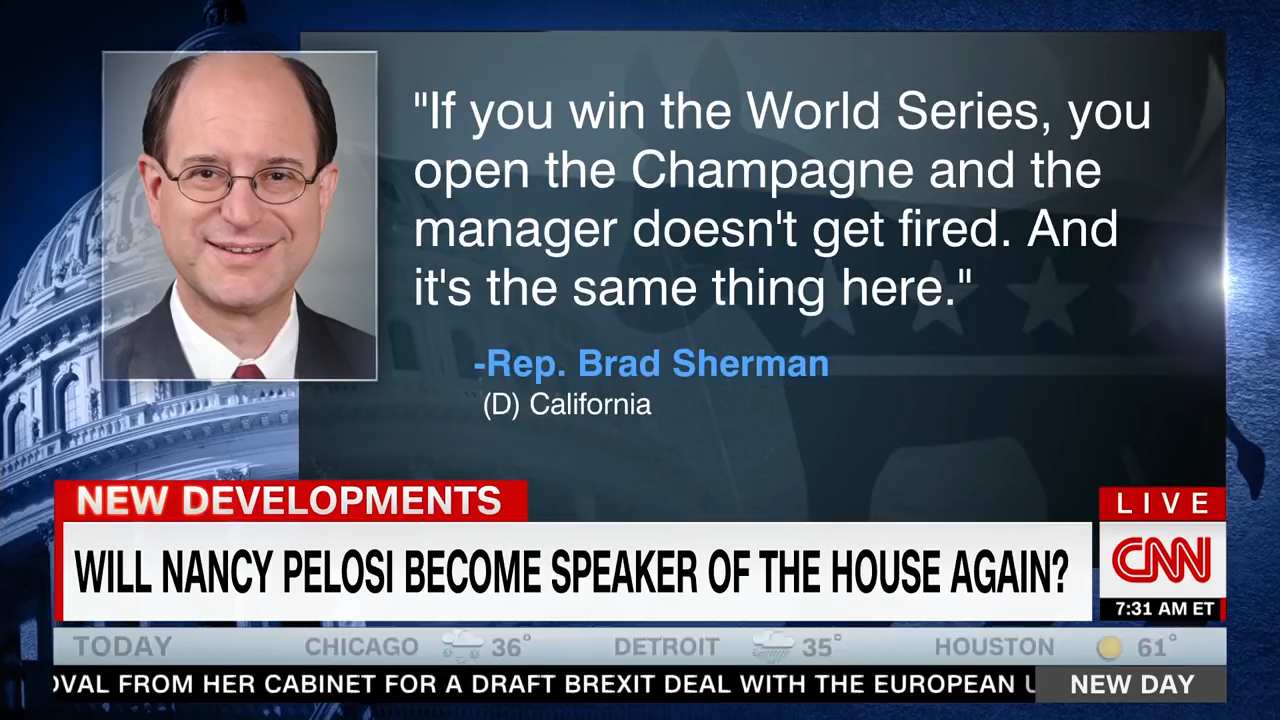 "If you win the World Series, you
open the Champagne and the
manager doesn't get fired. And
it's the same thing here."
-Rep. Brad Sherman
(D) California
NEW DEVELOPMENTS
WILL NANCY PELOSI BECOME SPEAKER OF THE HOUSE AGAIN?
LIVE
CNN
7:31 AM ET
TODAY CHICAGO 36° DETROIT 35° HOUSTON 61°
OVAL FROM HER CABINET FOR A DRAFT BREXIT DEAL WITH THE EUROPEAN U
NEW DAY